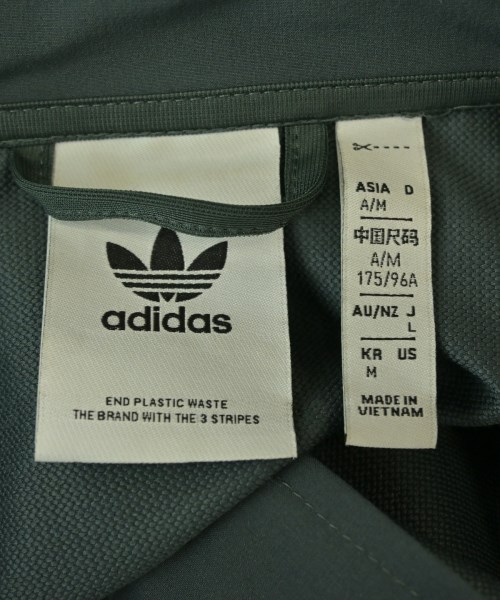 adidas
END PLASTIC WASTE
THE BRAND WITH THE 3 STRIPES
ASIA D
A/M
中国尺码
A/M
175/96A
AU/NZ J
L
KR US
M
MADE IN
VIETNAM